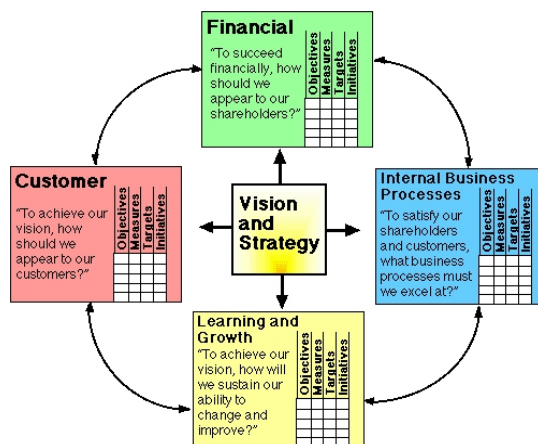 Financial
"To succeed
financially, how
should we
appear to our
shareholders?"
Objectives
Measures
Targets
Initiatives
Customer
"To achieve our
vision, how
should we
appear to our
customers?"
Objectives
Measures
Targets
Initiatives
Vision
and
Strategy
Internal Business
Processes
"To satisfy our
shareholders
and customers,
what business
processes must
we excel at?"
Objectives
Measures
Targets
Initiatives
Learning and
Growth
"To achieve our
vision, how will
we sustain our
ability to
change and
improve?"
Objectives
Measures
Targets
Initiatives